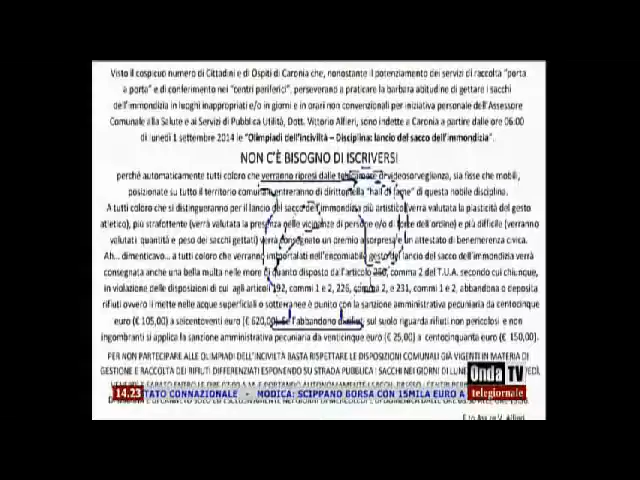 Visto il cospicuo numero di Cittadini e di Ospiti di Caronia che, nonostante il potenziamento dei servizi di raccolta "porta
a porta" e di conferimento nei "centri periferici", perseverano a praticare la barbara abitudine di gettare i sacchi
dell'immondizia in luoghi inappropriati e/o in giorni e in orari non convenzionali per iniziativa personale dell'Assessore
Comunale alla Salute e ai Servizi di Pubblica Utilità, Dott. Vittorio Alfieri, sono indette a Caronia a partire dalle ore 06:00
di lunedì 1 settembre 2014 le "Olimpiadi dell'inciviltà – Disciplina: lancio del sacco dell'immondizia".
NON C'È BISOGNO DI ISCRIVERSI
perché automaticamente tutti coloro che verranno ripresi dalle telecamere di videosorveglianza, sia fisse che mobili,
posizionate su tutto il territorio comunale entreranno di diritto nella "hall of fame" di questa nobile disciplina.
A tutti coloro che si distingueranno per il lancio del sacco dell'immondizia più artistico (verrà valutata la plasticità del gesto
atletico), più strafottente (verrà valutata la presenza nelle vicinanze di persone e/o di forze dell'ordine) e più difficile (verranno
valutati quantità e peso dei sacchi gettati) verrà consegnato un premio a sorpresa e un attestato di benemerenza civica.
Ah... dimenticavo... a tutti coloro che verranno immortalati nell'encomiabile gesto del lancio del sacco dell'immondizia verrà
consegnata anche una bella multa nelle more di quanto disposto dall'articolo comma 2 del T.U.A. secondo cui chiunque,
in violazione delle disposizioni di cui agli articoli 192, commi 1 e 2, 226, comma 2, e 231, commi 1 e 2, abbandona o deposita
rifiuti ovvero li mette nelle acque superficiali o sotterranee è punito con la sanzione amministrativa pecuniaria da centocinque
euro (€ 105,00) a seicentoventi euro (€ 620,00). Se l'abbandono di rifiuti sul suolo riguarda rifiuti non pericolosi e non
ingombranti si applica la sanzione amministrativa pecuniaria da venticinque euro (€ 25,00) a centocinquanta euro (€ 150,00).
PER NON PARTECIPARE ALLE OLIMPIADI DELL'INCIVILTÀ BASTA RISPETTARE LE DISPOSIZIONI COMUNALI GIÀ VIGENTI IN MATERIA DI
GESTIONE E RACCOLTA DEI RIFIUTI DIFFERENZIATI ESPONENDO SU STRADA PUBBLICA I SACCHI NEI GIORNI DI
Onda TV
telegiornale
14.23 TATO CONNAZIONALE - MODICA: SCIPPANO BORSA CON 15MILA EURO A